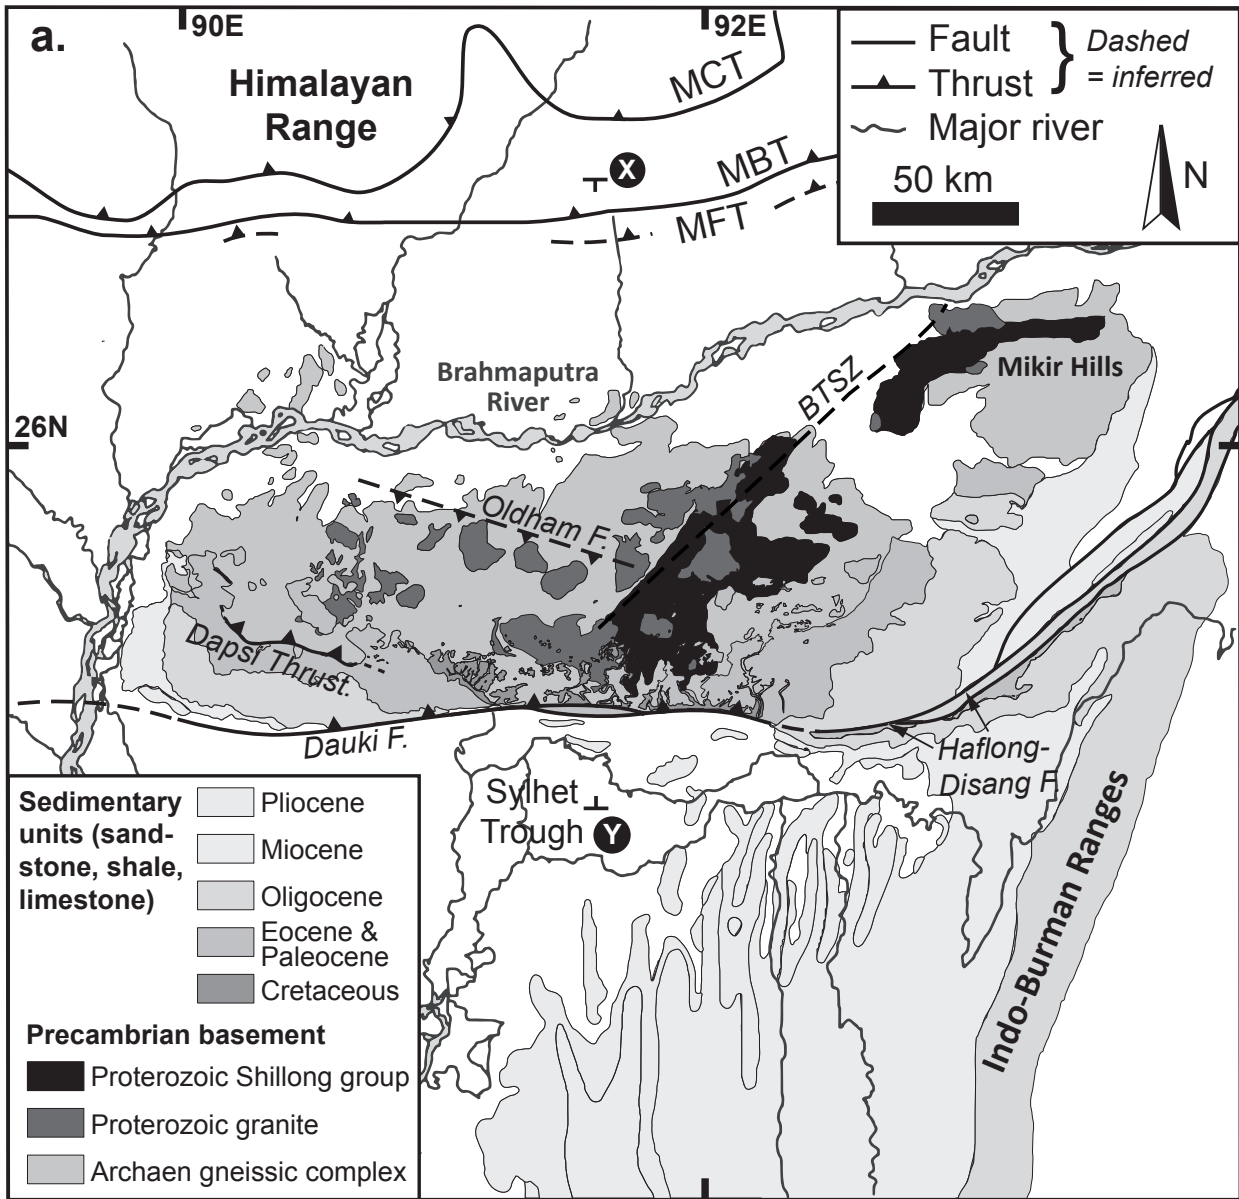 a.
90E
92E
Fault
Thrust
Major river
}
Dashed
= inferred
50 km
N
Himalayan
Range
MCT
X
MBT
MFT
Brahmaputra
River
BTSZ
Mikir Hills
26N
Oldham F.
Dapsi Thrust.
Dauki F.
Haflong-
Disang F.
Sylhet
Trough
Y
Indo-Burman Ranges
Sedimentary
units (sand-
stone, shale,
limestone)
Pliocene
Miocene
Oligocene
Eocene &
Paleocene
Cretaceous
Precambrian basement
Proterozoic Shillong group
Proterozoic granite
Archaen gneissic complex